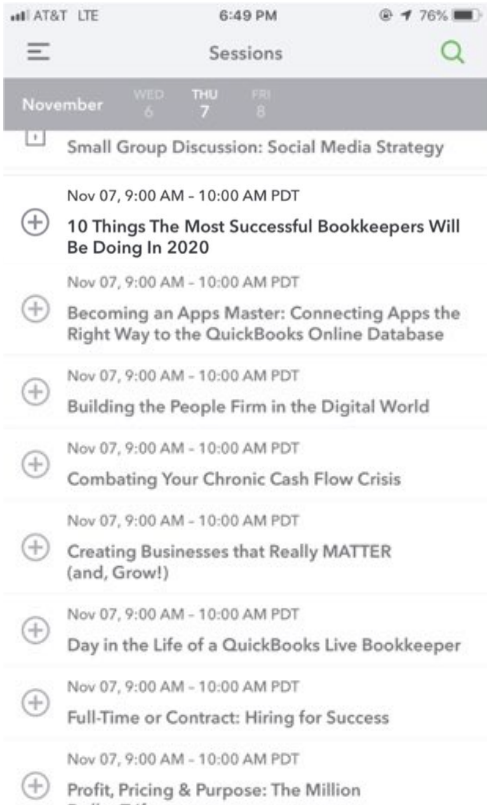 AT&T LTE 6:49 PM 76%
Sessions
November WED 6 THU 7 FRI 8
Small Group Discussion: Social Media Strategy
Nov 07, 9:00 AM – 10:00 AM PDT
10 Things The Most Successful Bookkeepers Will
Be Doing In 2020
Nov 07, 9:00 AM – 10:00 AM PDT
Becoming an Apps Master: Connecting Apps the
Right Way to the QuickBooks Online Database
Nov 07, 9:00 AM – 10:00 AM PDT
Building the People Firm in the Digital World
Nov 07, 9:00 AM – 10:00 AM PDT
Combating Your Chronic Cash Flow Crisis
Nov 07, 9:00 AM – 10:00 AM PDT
Creating Businesses that Really MATTER
(and, Grow!)
Nov 07, 9:00 AM – 10:00 AM PDT
Day in the Life of a QuickBooks Live Bookkeeper
Nov 07, 9:00 AM – 10:00 AM PDT
Full-Time or Contract: Hiring for Success
Nov 07, 9:00 AM – 10:00 AM PDT
Profit, Pricing & Purpose: The Million